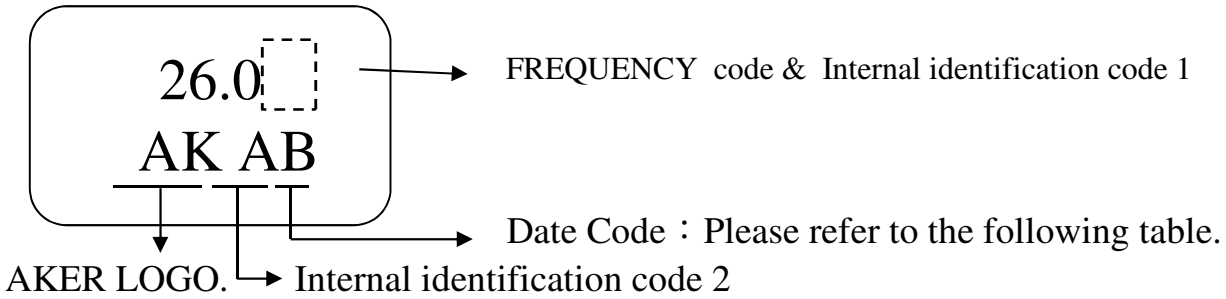 26.0
FREQUENCY code & Internal identification code 1
AK AB
Date Code：Please refer to the following table.
AKER LOGO.
Internal identification code 2